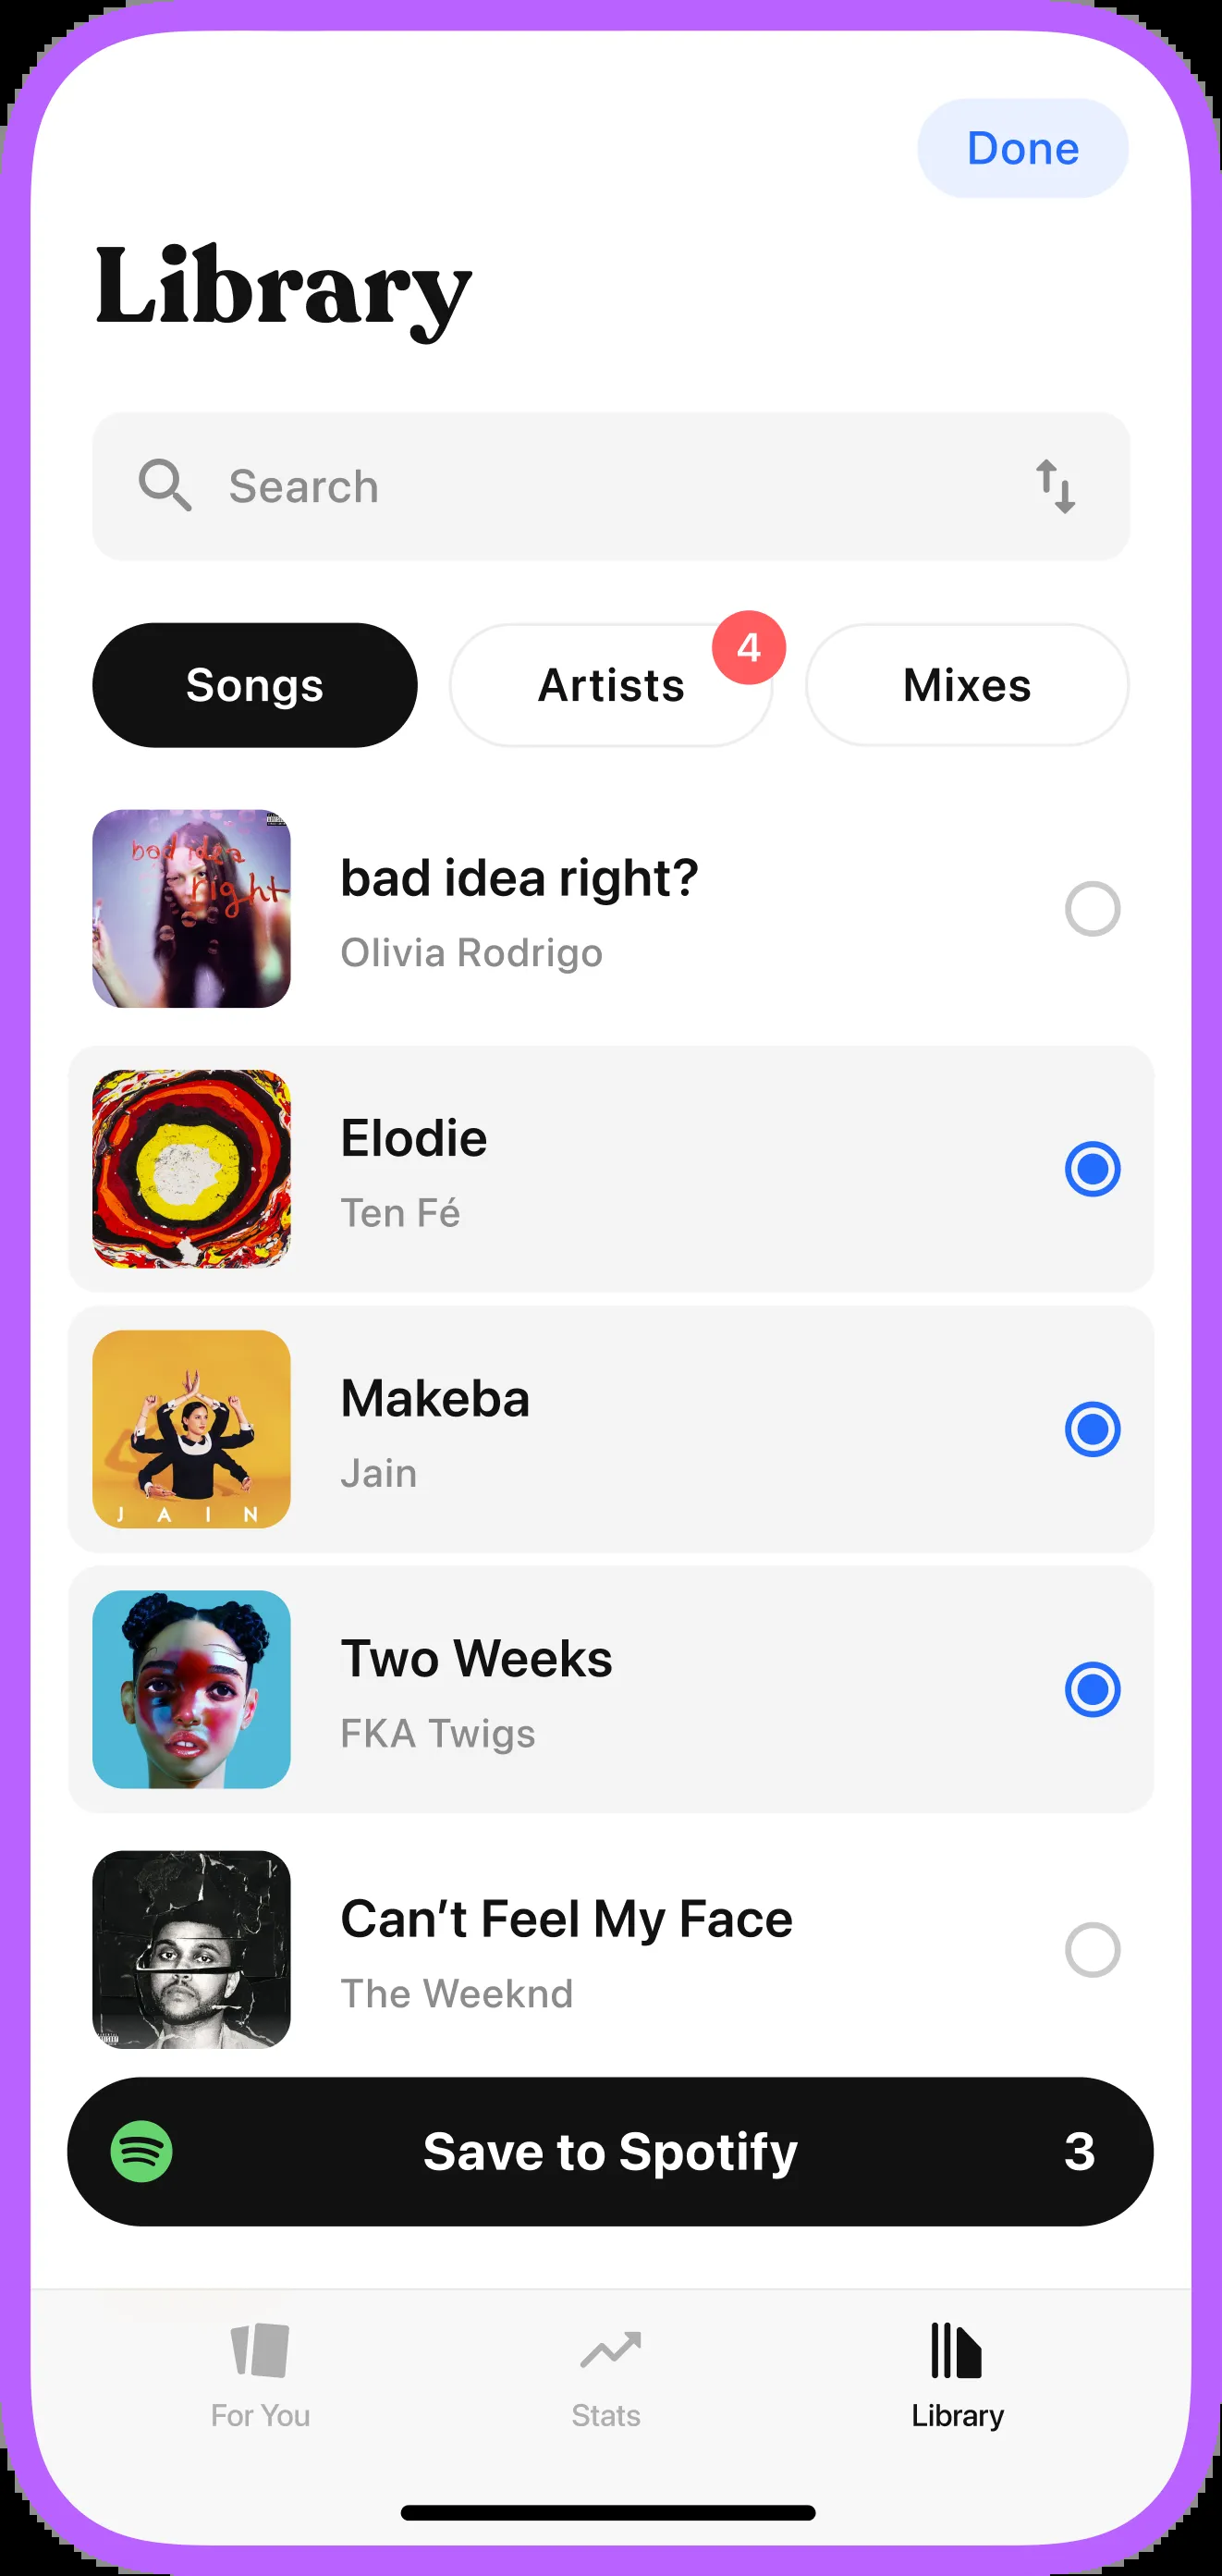 Done
Library
Search
Songs
Artists
4
Mixes
bad idea
right
bad idea right?
Olivia Rodrigo
Elodie
Ten Fé
JAIN
Makeba
Jain
Two Weeks
FKA Twigs
Can’t Feel My Face
The Weeknd
Save to Spotify
3
For You
Stats
Library